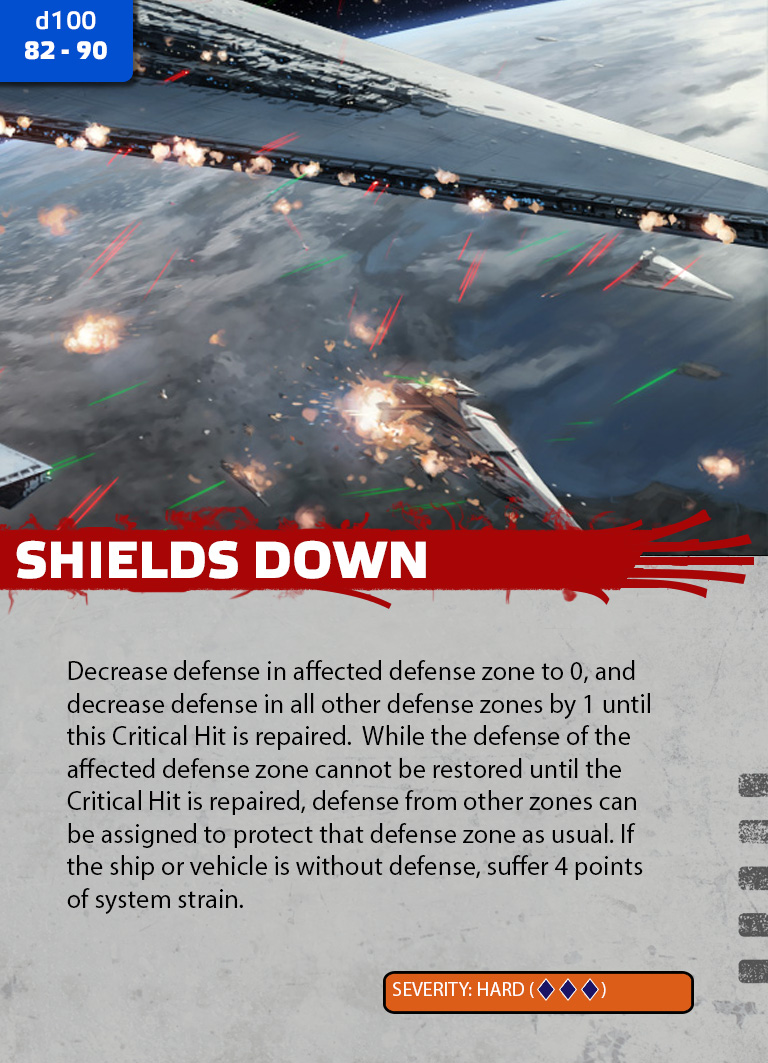 d100
82 - 90
SHIELDS DOWN
Decrease defense in affected defense zone to 0, and
decrease defense in all other defense zones by 1 until
this Critical Hit is repaired.  While the defense of the
affected defense zone cannot be restored until the
Critical Hit is repaired, defense from other zones can
be assigned to protect that defense zone as usual. If
the ship or vehicle is without defense, suffer 4 points
of system strain.
SEVERITY: HARD (♦♦♦)